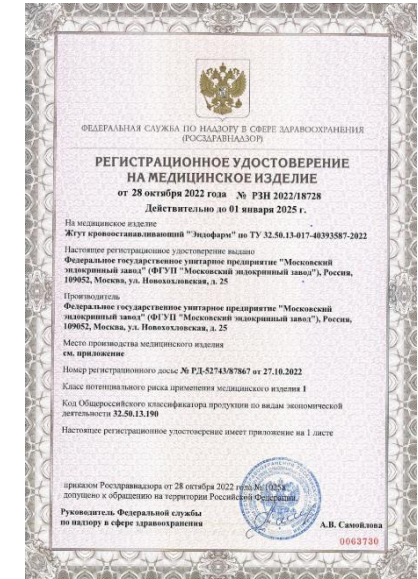 ФЕДЕРАЛЬНАЯ СЛУЖБА ПО НАДЗОРУ В СФЕРЕ ЗДРАВООХРАНЕНИЯ
(РОСЗДРАВНАДЗОР)
РЕГИСТРАЦИОННОЕ УДОСТОВЕРЕНИЕ
НА МЕДИЦИНСКОЕ ИЗДЕЛИЕ
от 28 октября 2022 года № РЗН 2022/18728
Действительно до 01 января 2025 г.
На медицинское изделие
Жгут кровоостанавливающий "Эндофарм" по ТУ 32.50.13-017-40393587-2022
Настоящее регистрационное удостоверение выдано
Федеральное государственное унитарное предприятие "Московский
эндокринный завод" (ФГУП "Московский эндокринный завод"), Россия,
109052, Москва, ул. Новохохловская, д. 25
Производитель
Федеральное государственное унитарное предприятие "Московский
эндокринный завод" (ФГУП "Московский эндокринный завод"), Россия,
109052, Москва, ул. Новохохловская, д. 25
Место производства медицинского изделия
см. приложение
Номер регистрационного досье № РД-52743/87867 от 27.10.2022
Класс потенциального риска применения медицинского изделия 1
Код Общероссийского классификатора продукции по видам экономической
деятельности 32.50.13.190
Настоящее регистрационное удостоверение имеет приложение на 1 листе
приказом Росздравнадзора от 28 октября 2022 года №
допущено к обращению на территории Российской Федерации.
Руководитель Федеральной службы
по надзору в сфере здравоохранения
А.В. Самойлова
0063730